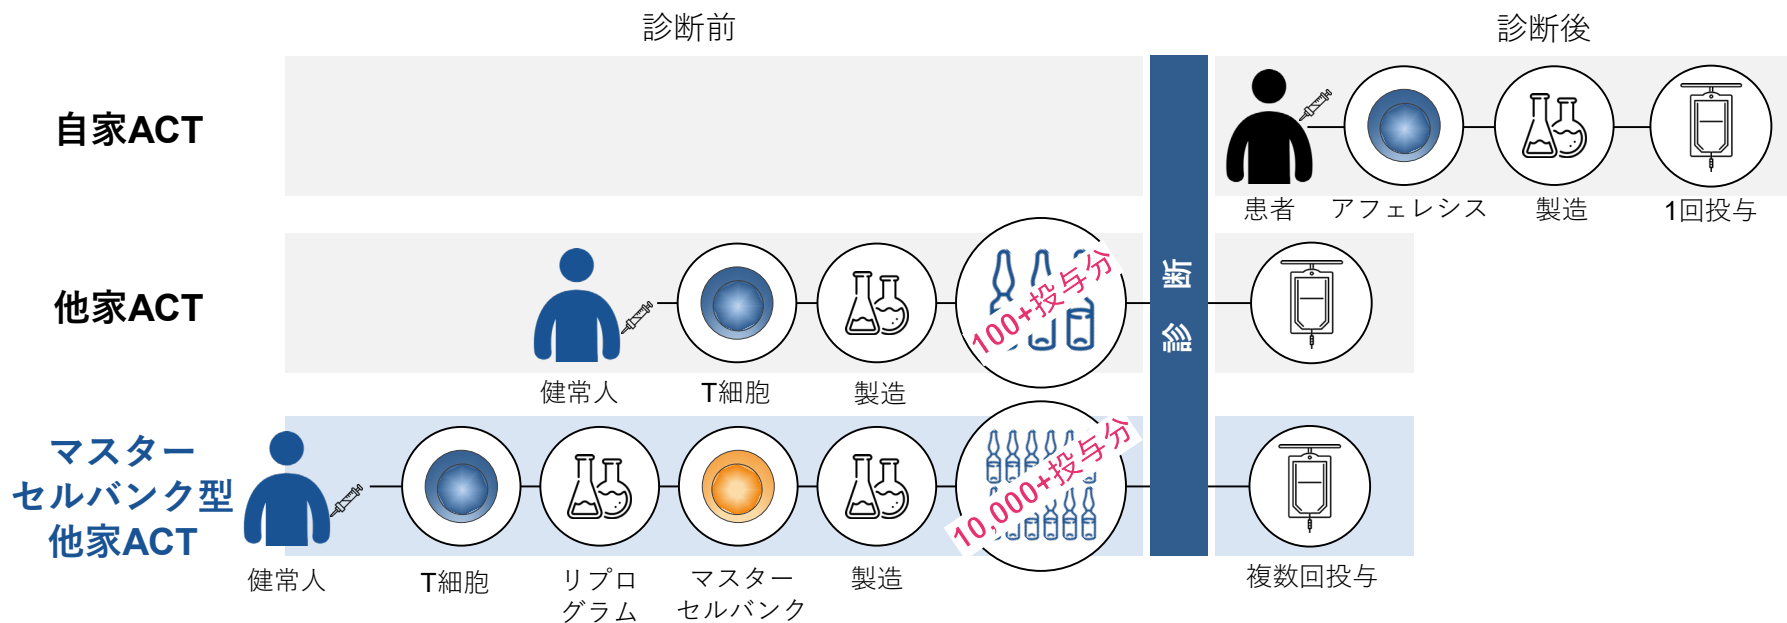 診断前
診断後
自家ACT
患者
アフェレシス
製造
1回投与
他家ACT
100+投与分
診断
健常人
T細胞
製造
マスター
セルバンク型
他家ACT
10,000+投与分
健常人
T細胞
リプロ
グラム
マスター
セルバンク
製造
複数回投与